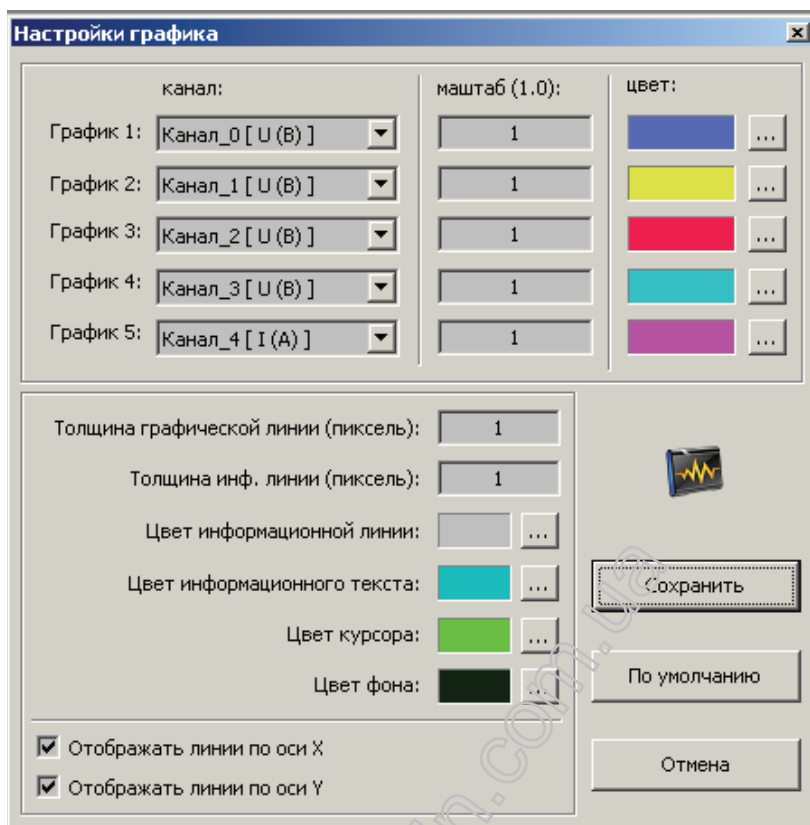 Настройки графика
канал: маштаб (1.0): цвет:
График 1: Канал_0 [ U (В) ] 1 ...
График 2: Канал_1 [ U (В) ] 1 ...
График 3: Канал_2 [ U (В) ] 1 ...
График 4: Канал_3 [ U (В) ] 1 ...
График 5: Канал_4 [ I (А) ] 1 ...
Толщина графической линии (пиксель): 1
Толщина инф. линии (пиксель): 1
Цвет информационной линии: ...
Цвет информационного текста: ...
Сохранить
Цвет курсора: ...
По умолчанию
Цвет фона: ...
Отображать линии по оси X
Отмена
Отображать линии по оси Y
n.com.ua